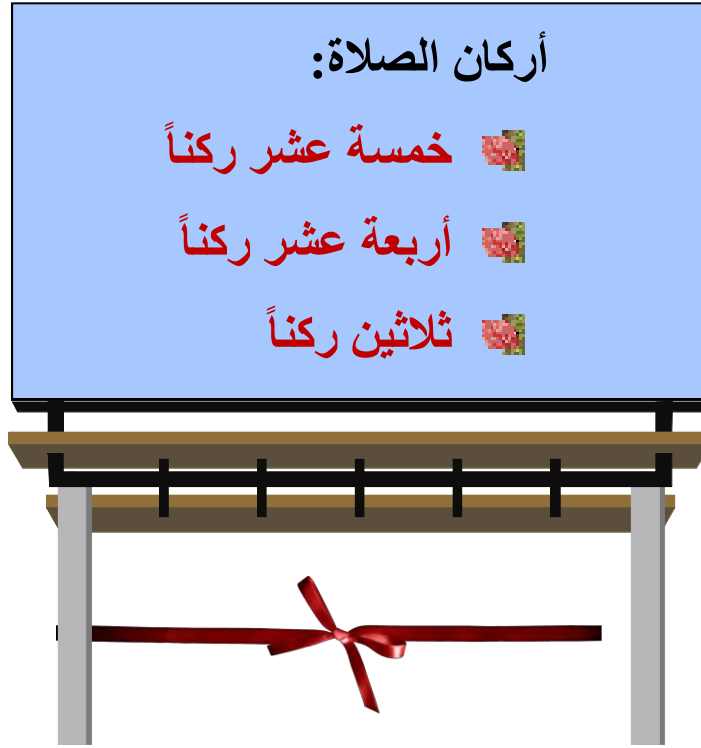 أركان الصلاة:
خمسة عشر ركناً
أربعة عشر ركناً
ثلاثين ركناً